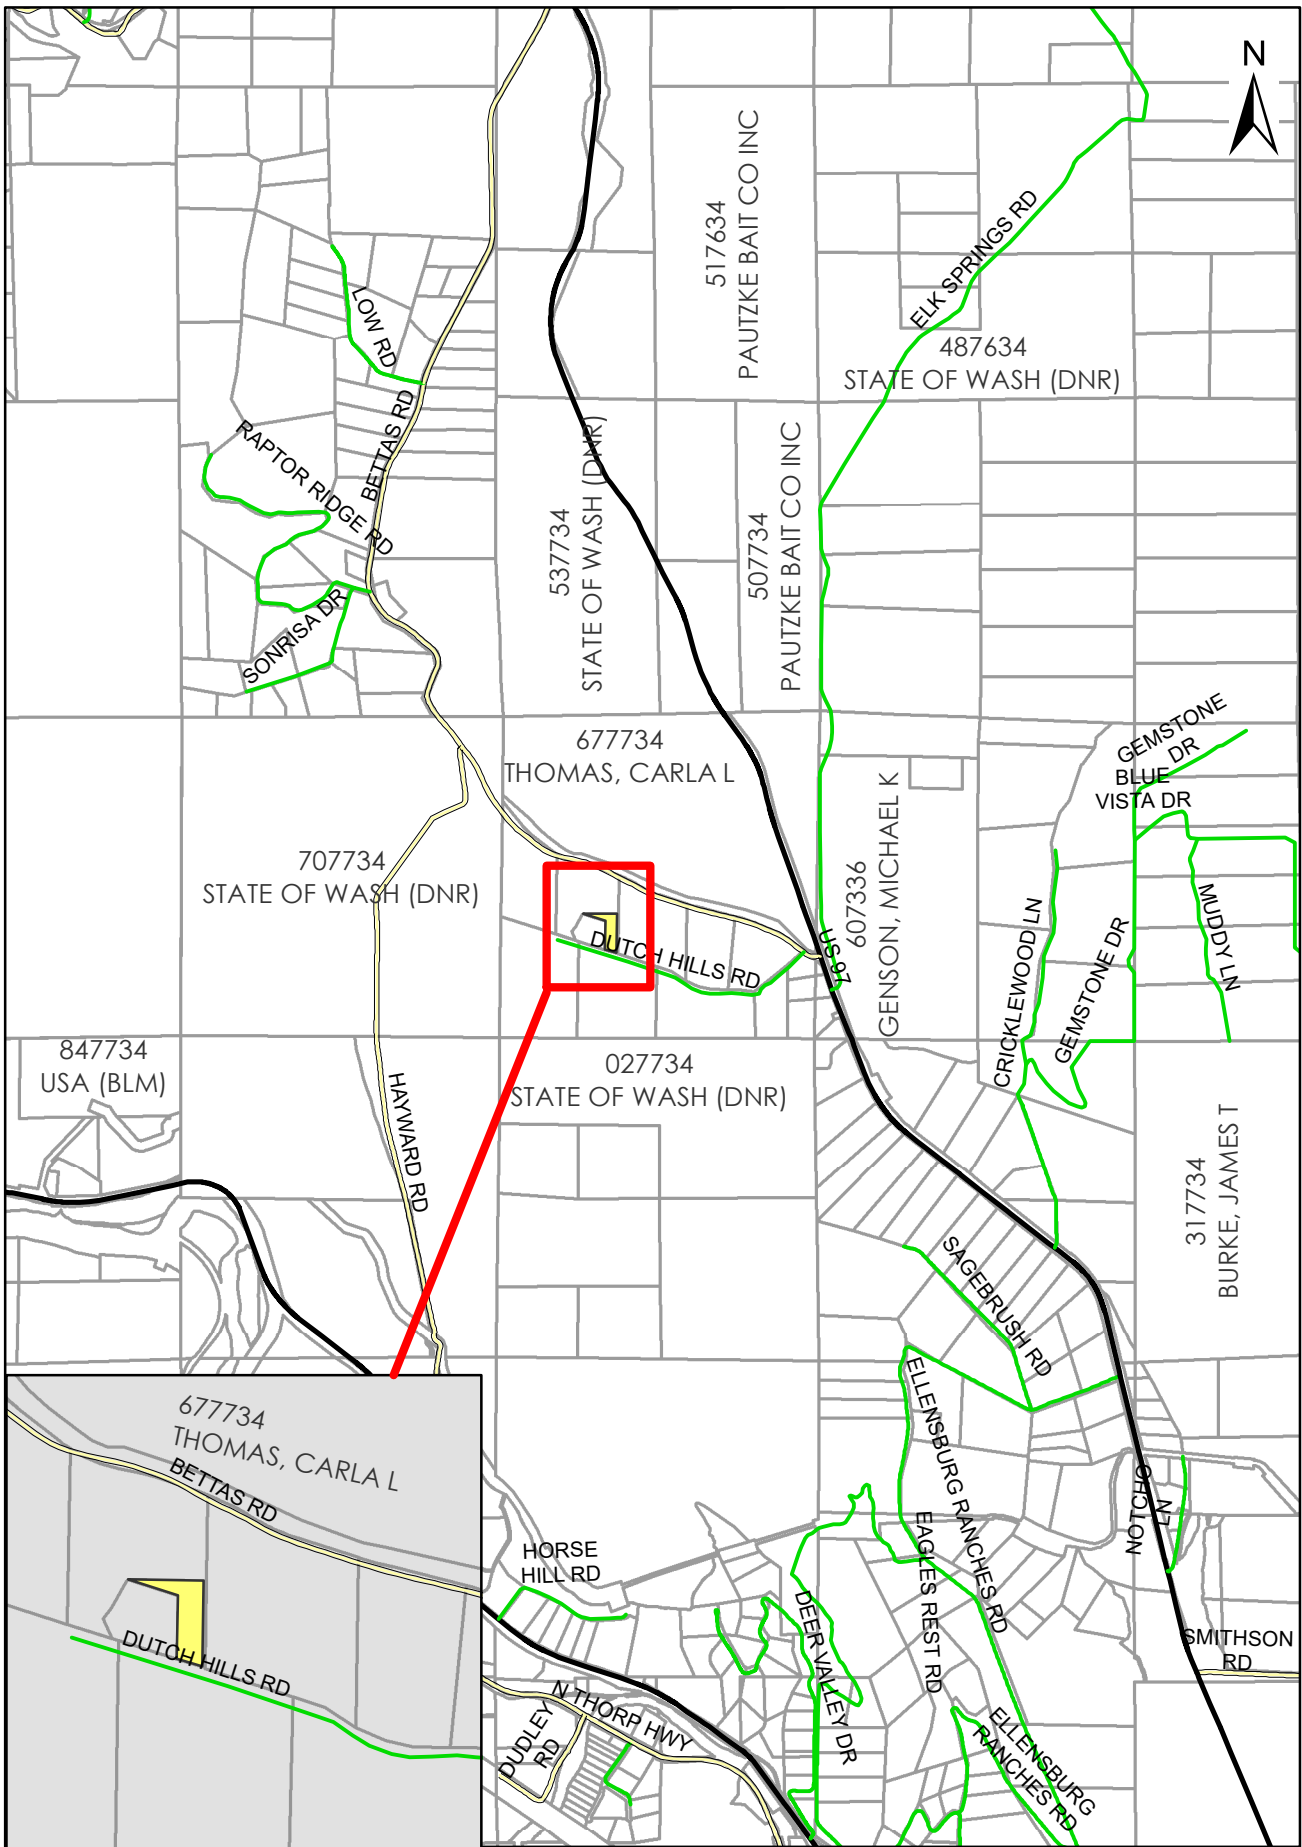 N
517634
PAUTZKE BAIT CO INC
ELK SPRINGS RD
487634
STATE OF WASH (DNR)
LOW RD
BETTAS RD
RAPTOR RIDGE RD
537734
STATE OF WASH (DNR)
507734
PAUTZKE BAIT CO INC
SONRISA DR
677734
THOMAS, CARLA L
GEMSTONE
DR
BLUE
VISTA DR
707734
STATE OF WASH (DNR)
607336
GENSON, MICHAEL K
US 97
DUTCH HILLS RD
CRICKLEWOOD LN
GEMSTONE DR
MUDDY LN
847734
USA (BLM)
HAYWARD RD
027734
STATE OF WASH (DNR)
317734
BURKE, JAMES T
SAGEBRUSH RD
ELLENSBURG RANCHES RD
677734
THOMAS, CARLA L
BETTAS RD
DUTCH HILLS RD
NOTCHO
LN
HORSE
HILL RD
EAGLES REST RD
DEER VALLEY DR
SMITHSON
RD
N THORP HWY
DUDLEY
RD
ELLENSBURG
RANCHES RD